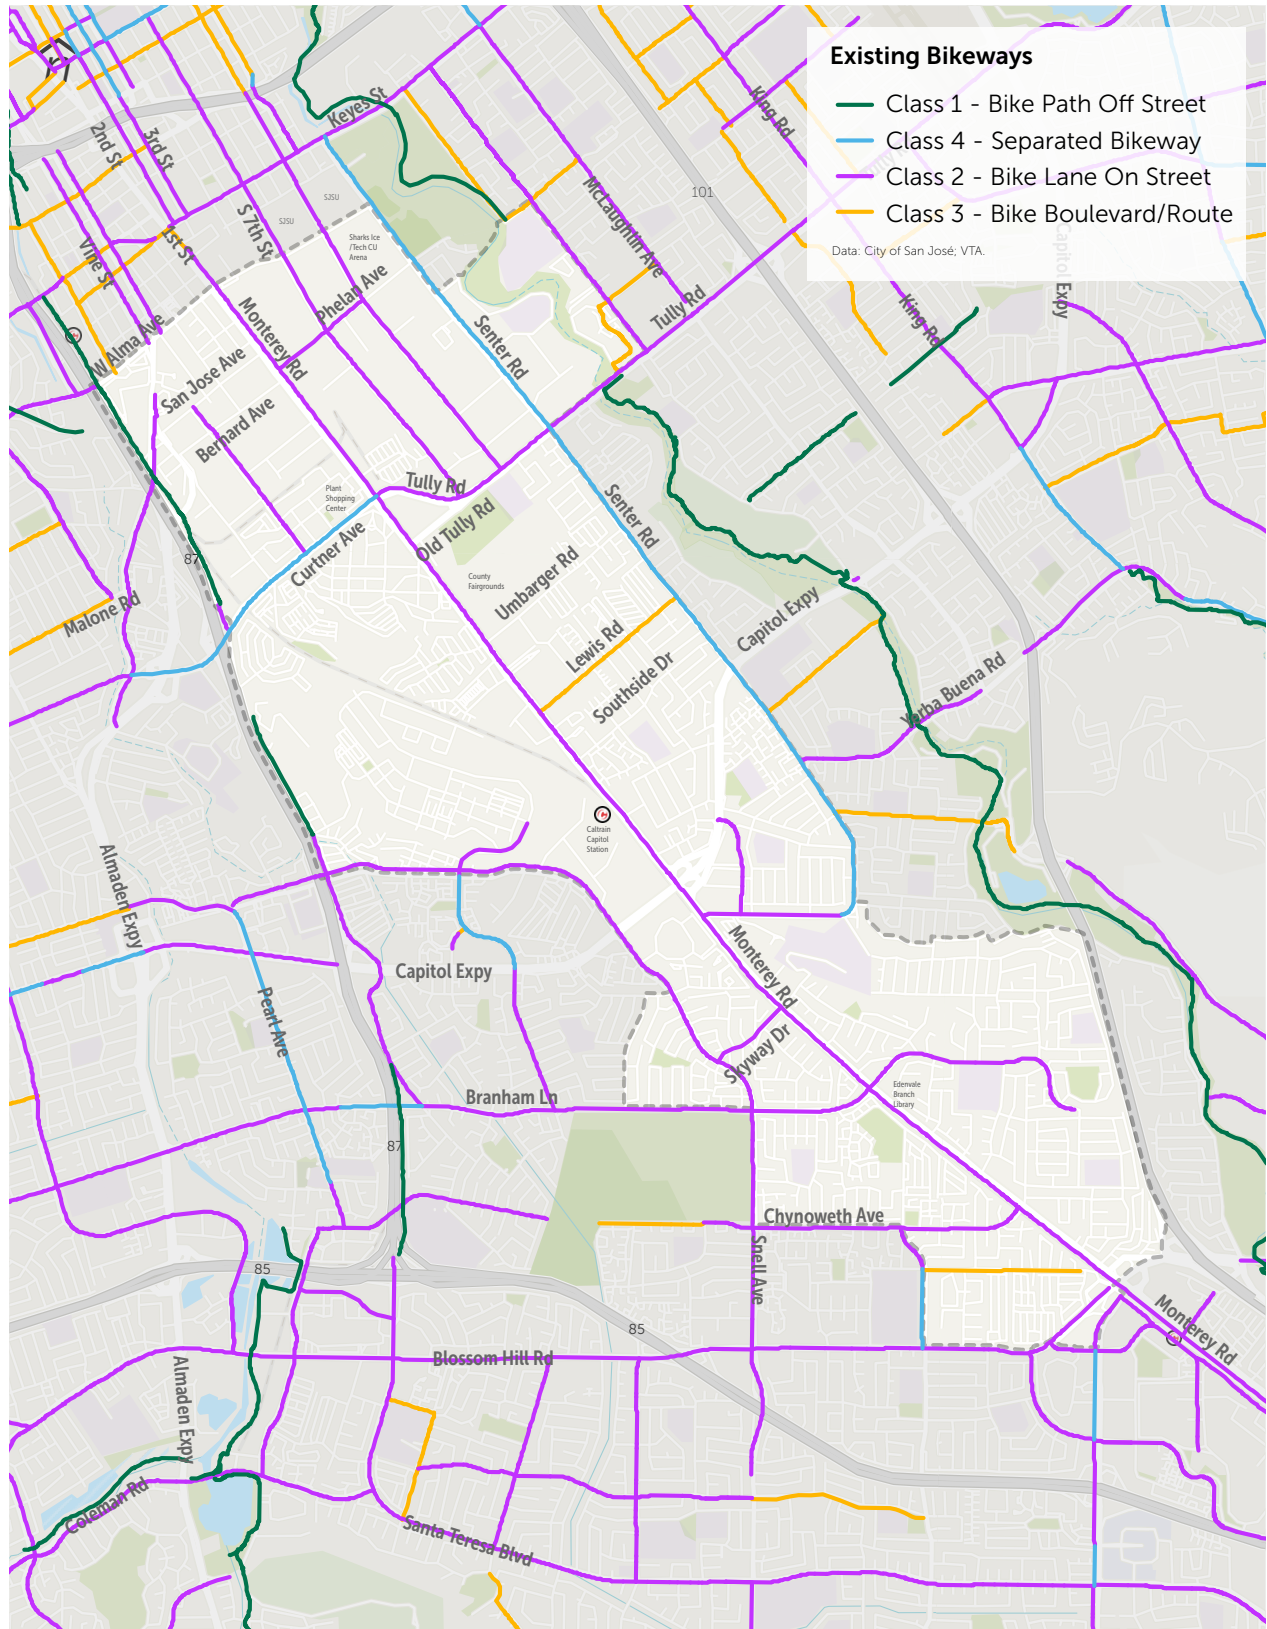 Existing Bikeways
Class 1 - Bike Path Off Street
Class 4 - Separated Bikeway
Class 2 - Bike Lane On Street
Class 3 - Bike Boulevard/Route
Data: City of San José; VTA.
Keyes St
King Rd
2nd St
3rd St
101
McLaughlin Ave
SJSU
SJSU
S 7th St
1st St
Vine St
Sharks Ice
/Tech CU
Arena
Capitol Expy
Phelan Ave
Tully Rd
King Rd
Monterey Rd
Senter Rd
W Alma Ave
San Jose Ave
Bernard Ave
Plant
Shopping
Center
Tully Rd
Old Tully Rd
Senter Rd
Curtner Ave
87
County
Fairgrounds
Umbarger Rd
Malone Rd
Capitol Expy
Lewis Rd
Southside Dr
Yerba Buena Rd
Caltrain
Capitol
Station
Almaden Expy
Monterey Rd
Capitol Expy
Pearl Ave
Skyway Dr
Branham Ln
Edenvale
Branch
Library
87
Chynoweth Ave
Snell Ave
85
85
Monterey Rd
Blossom Hill Rd
Almaden Expy
Coleman Rd
Santa Teresa Blvd